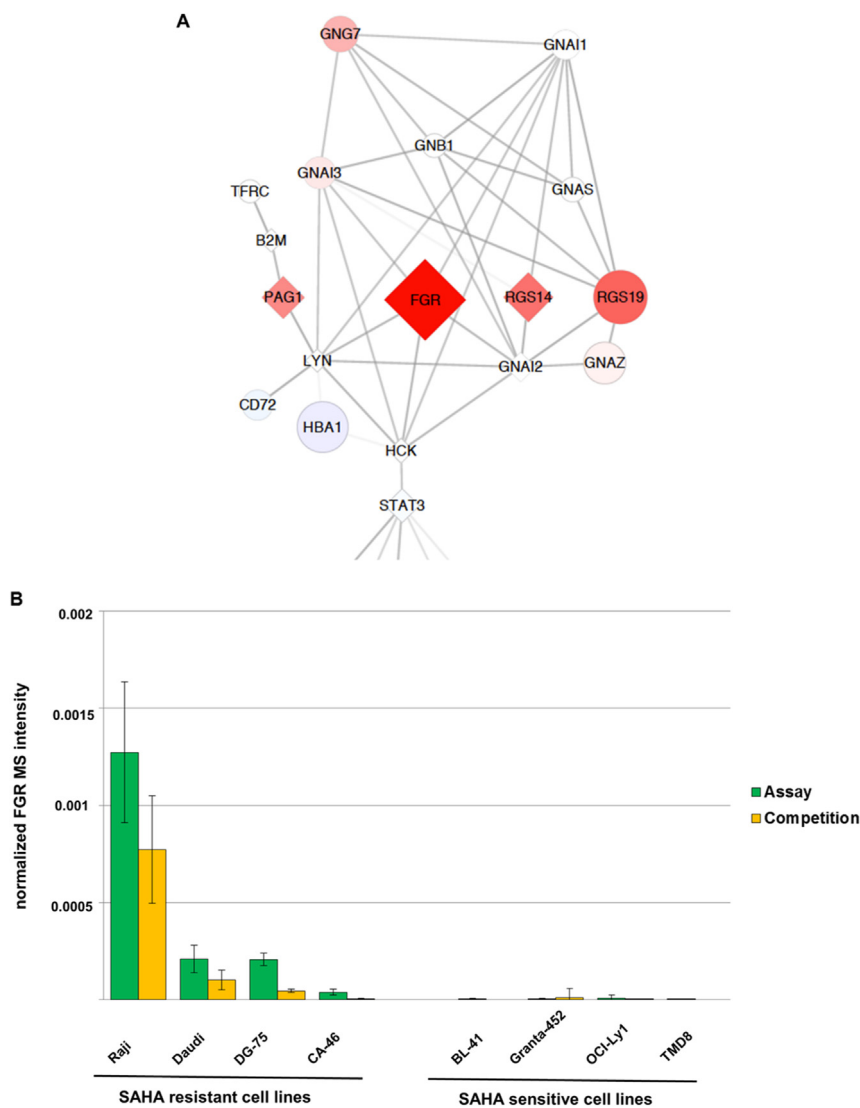 A
GNG7
GNAI1
GNB1
GNAI3
TFRC
GNAS
B2M
PAG1
FGR
RGS14
RGS19
LYN
GNAI2
GNAZ
CD72
HBA1
HCK
STAT3
B
normalized FGR MS intensity
0.002
0.0015
0.001
0.0005
Assay
Competition
Raji
Daudi
DG-75
CA-46
BL-41
Granta-452
OCI-Ly1
TMD8
SAHA resistant cell lines
SAHA sensitive cell lines